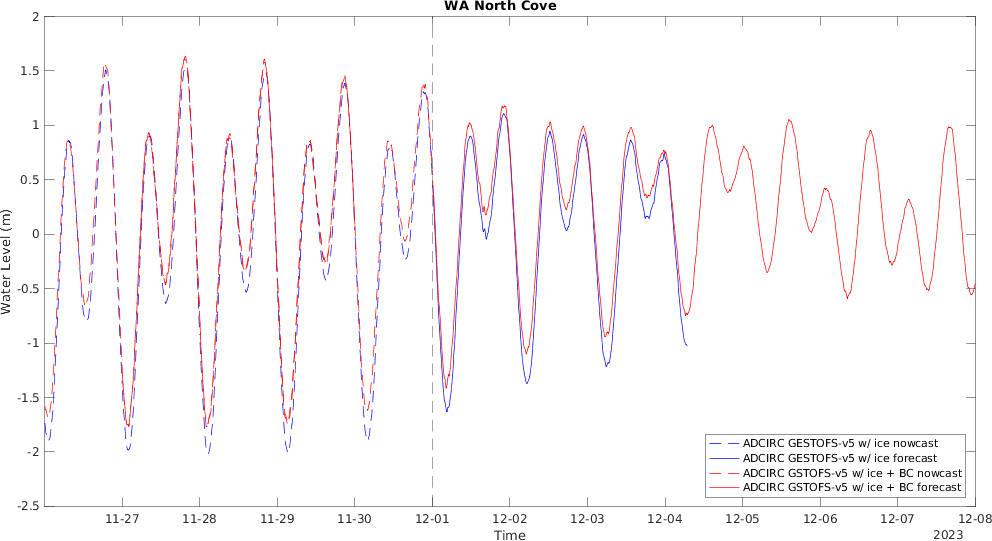 WA North Cove
2
1.5
1
0.5
0
-0.5
-1
-1.5
-2
-2.5
Water Level (m)
ADCIRC GESTOFS-v5 w/ ice nowcast
ADCIRC GESTOFS-v5 w/ ice forecast
ADCIRC GSTOFS-v5 w/ ice + BC nowcast
ADCIRC GSTOFS-v5 w/ ice + BC forecast
11-27 11-28 11-29 11-30 12-01 12-02 12-03 12-04 12-05 12-06 12-07 12-08
Time
2023